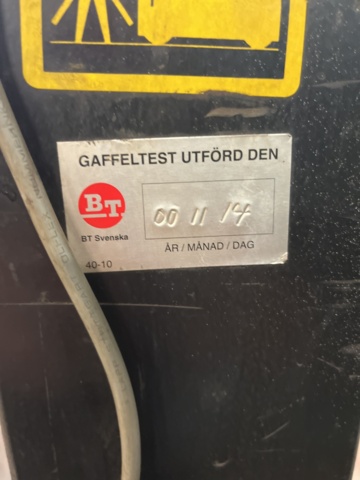 GAFFELTEST UTFÖRD DEN
BT
BT Svenska
00 11 14
ÅR / MÅNAD / DAG
40-10